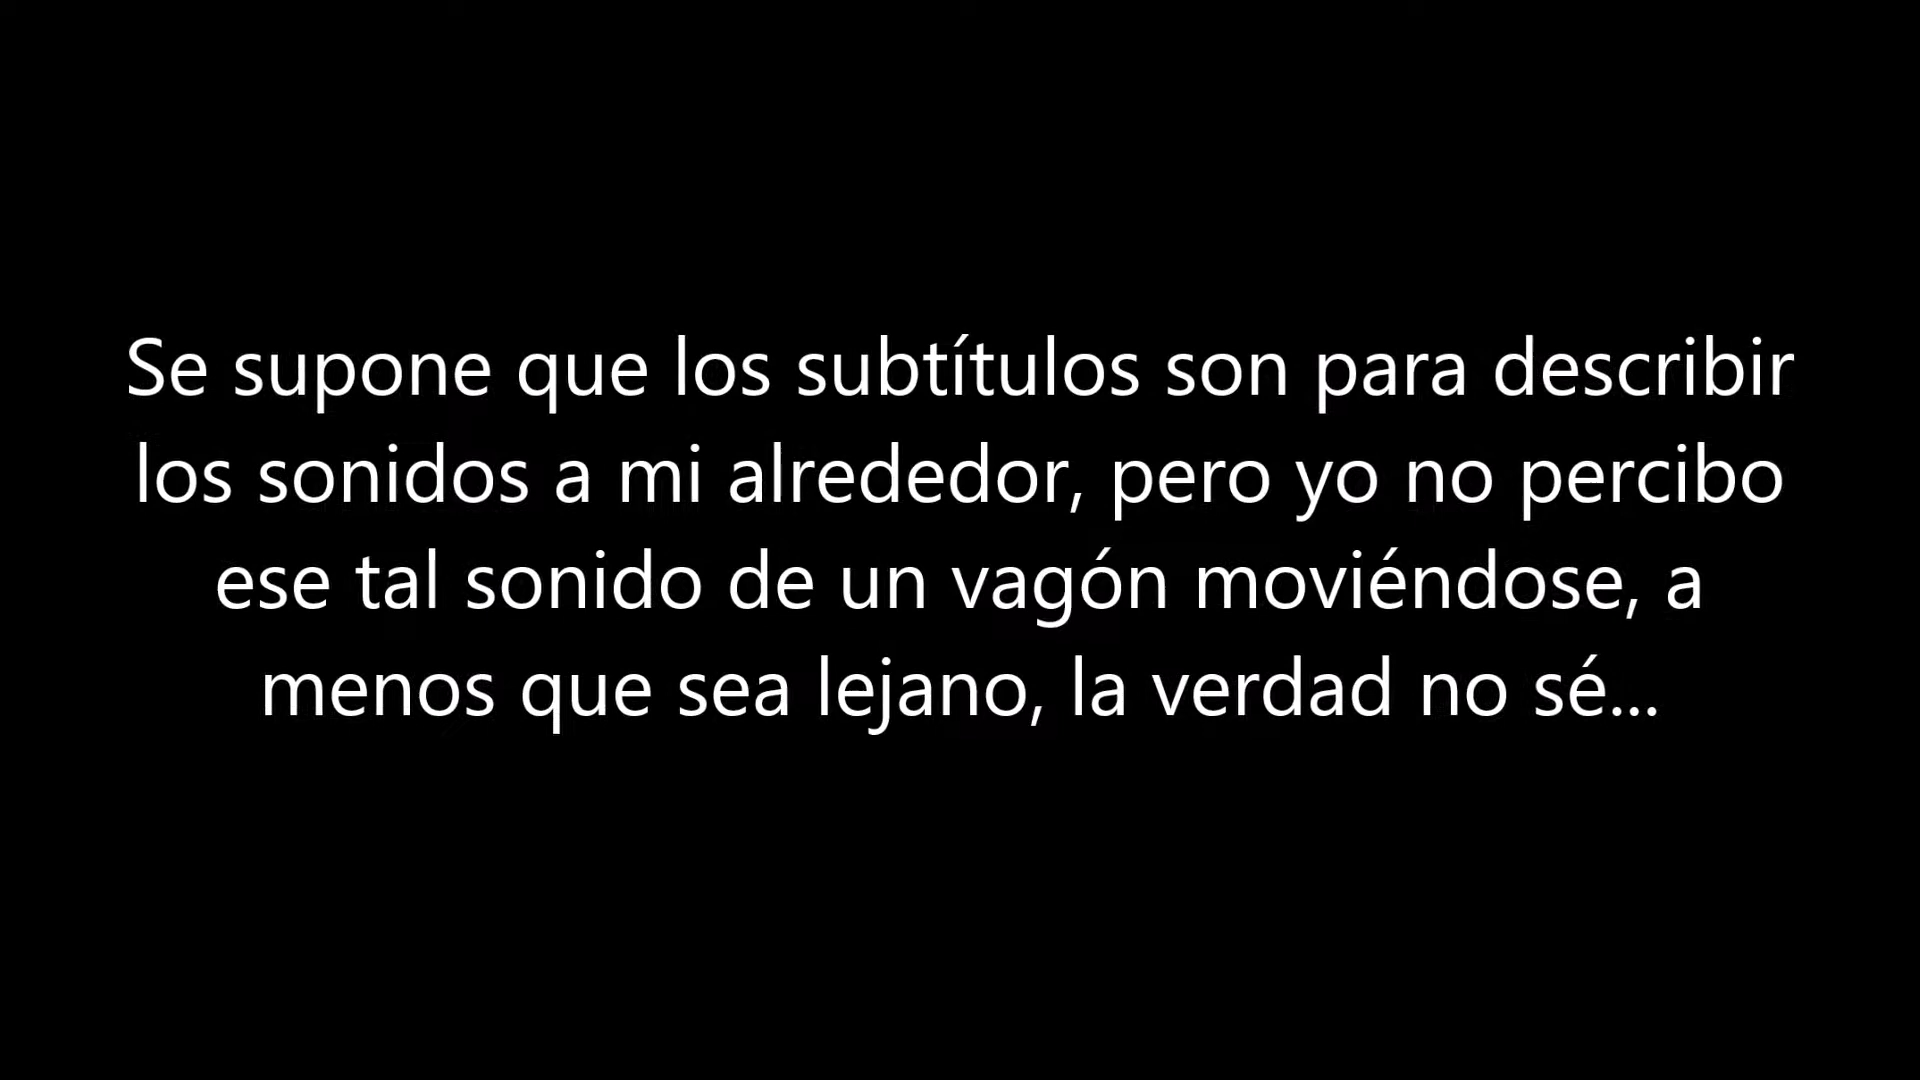 Se supone que los subtítulos son para describir
los sonidos a mi alrededor, pero yo no percibo
ese tal sonido de un vagón moviéndose, a
menos que sea lejano, la verdad no sé...